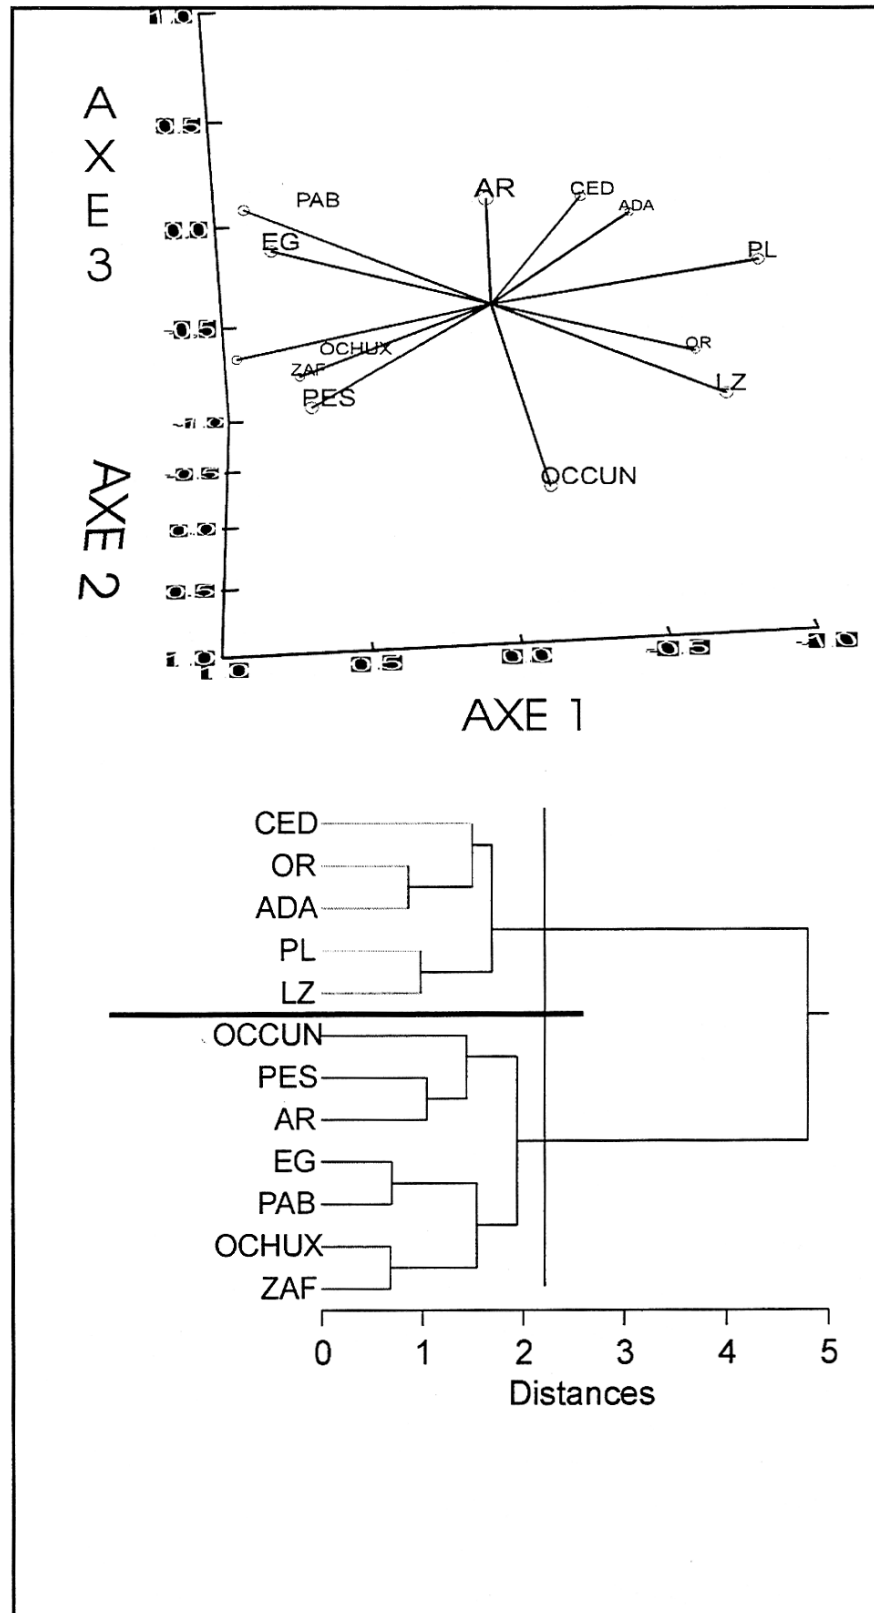 1.0
A
X
E
3
0.5
0.0
-0.5
-1.0
PAB
AR
CED
ADA
EG
PL
OCHUX
OR
ZAF
LZ
PES
OCCUN
AXE 2
-0.5
0.0
0.5
1.0
1.0 0.5 0.0 -0.5 -1.0
AXE 1
CED
OR
ADA
PL
LZ
OCCUN
PES
AR
EG
PAB
OCHUX
ZAF
0 1 2 3 4 5
Distances